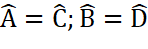 Â = Ĉ; B̂ = D̂